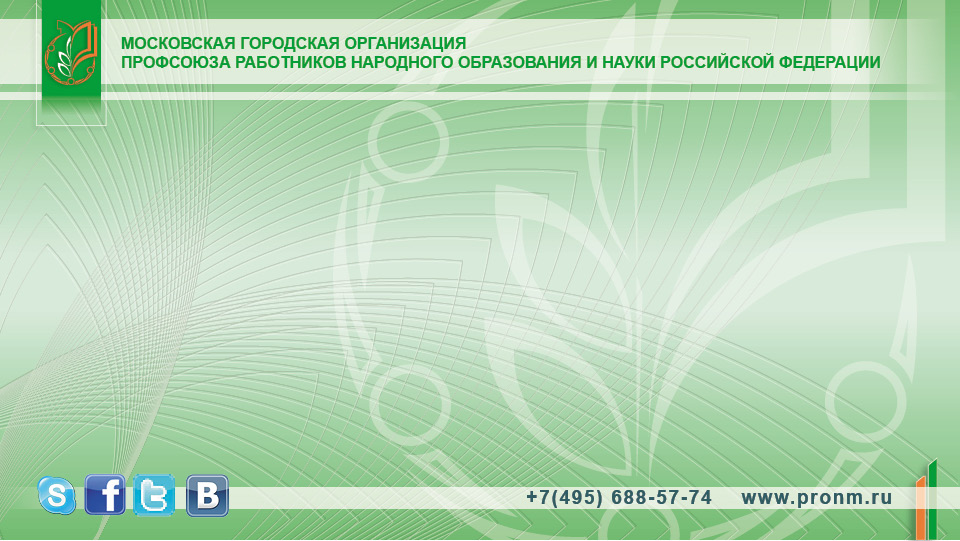 МОСКОВСКАЯ ГОРОДСКАЯ ОРГАНИЗАЦИЯ
ПРОФСОЮЗА РАБОТНИКОВ НАРОДНОГО ОБРАЗОВАНИЯ И НАУКИ РОССИЙСКОЙ ФЕДЕРАЦИИ
S f t B +7(495) 688-57-74 www.pronm.ru